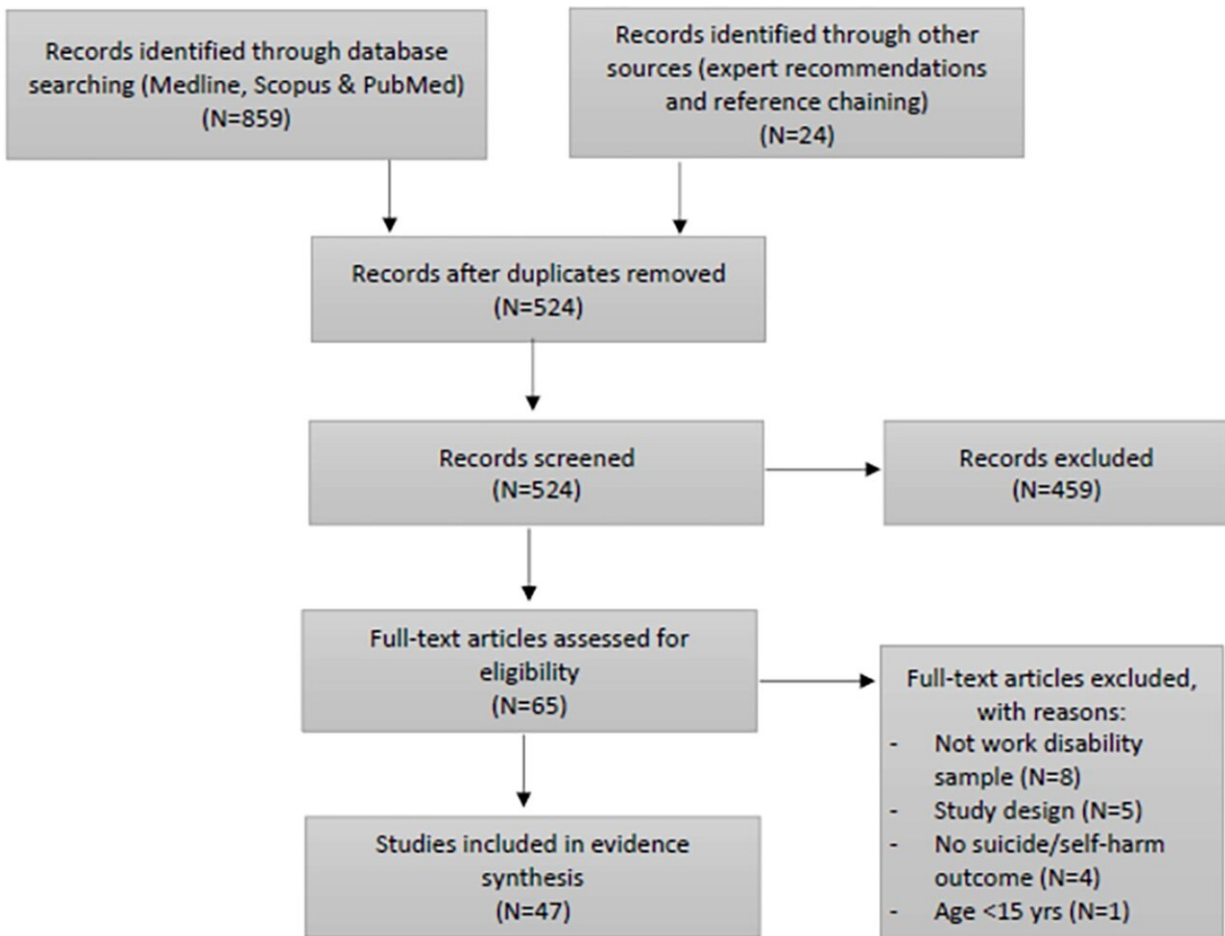 Records identified through database
searching (Medline, Scopus & PubMed)
(N=859)
Records identified through other
sources (expert recommendations
and reference chaining)
(N=24)
Records after duplicates removed
(N=524)
Records screened
(N=524)
Records excluded
(N=459)
Full-text articles assessed for
eligibility
(N=65)
Full-text articles excluded,
with reasons:
- Not work disability
sample (N=8)
- Study design (N=5)
- No suicide/self-harm
outcome (N=4)
- Age <15 yrs (N=1)
Studies included in evidence
synthesis
(N=47)